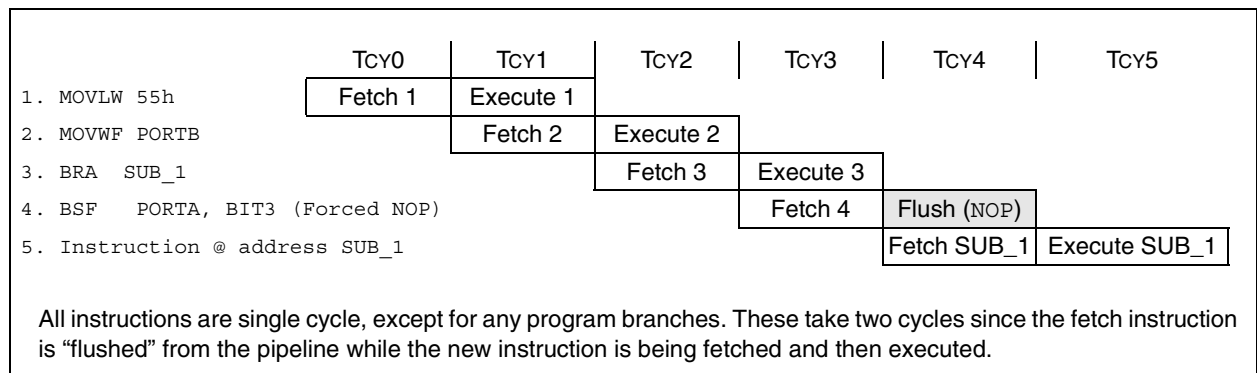 TCY0 TCY1 TCY2 TCY3 TCY4 TCY5
1. MOVLW 55h Fetch 1 Execute 1
2. MOVWF PORTB Fetch 2 Execute 2
3. BRA SUB_1 Fetch 3 Execute 3
4. BSF PORTA, BIT3 (Forced NOP) Fetch 4 Flush (NOP)
5. Instruction @ address SUB_1 Fetch SUB_1 Execute SUB_1
All instructions are single cycle, except for any program branches. These take two cycles since the fetch instruction
is “flushed” from the pipeline while the new instruction is being fetched and then executed.